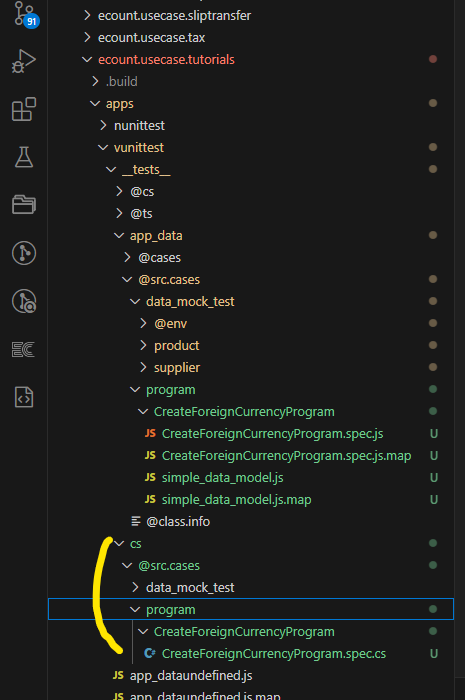 ecount.usecase.sliptransfer
91
ecount.usecase.tax
ecount.usecase.tutorials
.build
apps
nunittest
vunittest
__tests__
@cs
@ts
app_data
@cases
@src.cases
data_mock_test
@env
product
supplier
program
CreateForeignCurrencyProgram
JS CreateForeignCurrencyProgram.spec.js U
JS CreateForeignCurrencyProgram.spec.js.map U
JS simple_data_model.js U
JS simple_data_model.js.map U
@class.info
cs
@src.cases
data_mock_test
program
CreateForeignCurrencyProgram
C# CreateForeignCurrencyProgram.spec.cs U
JS app_dataundefined.js
JS app_dataundefined.js.map